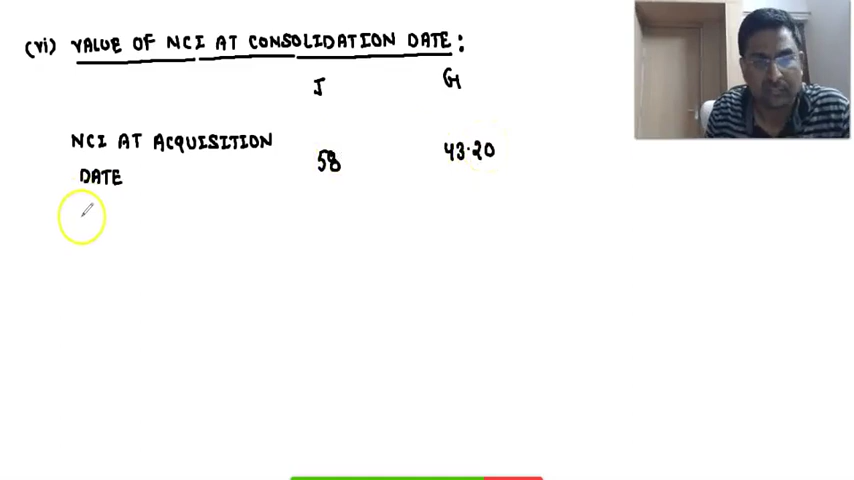 (vi) VALUE OF NCI AT CONSOLIDATION DATE:
J G
NCI AT ACQUISITION
DATE 58 43.20